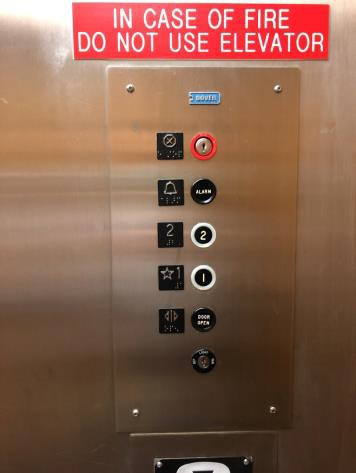 IN CASE OF FIRE
DO NOT USE ELEVATOR
DOVER
ALARM
2 2
☆1 1
DOOR
OPEN